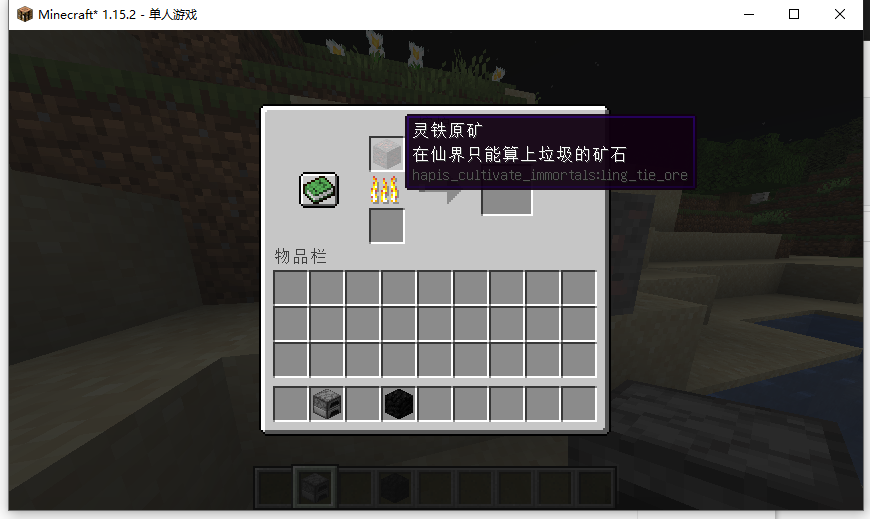 Minecraft* 1.15.2 - 单人游戏
灵铁原矿
在仙界只能算上垃圾的矿石
hapis_cultivate_immortals:ling_tie_ore
物品栏